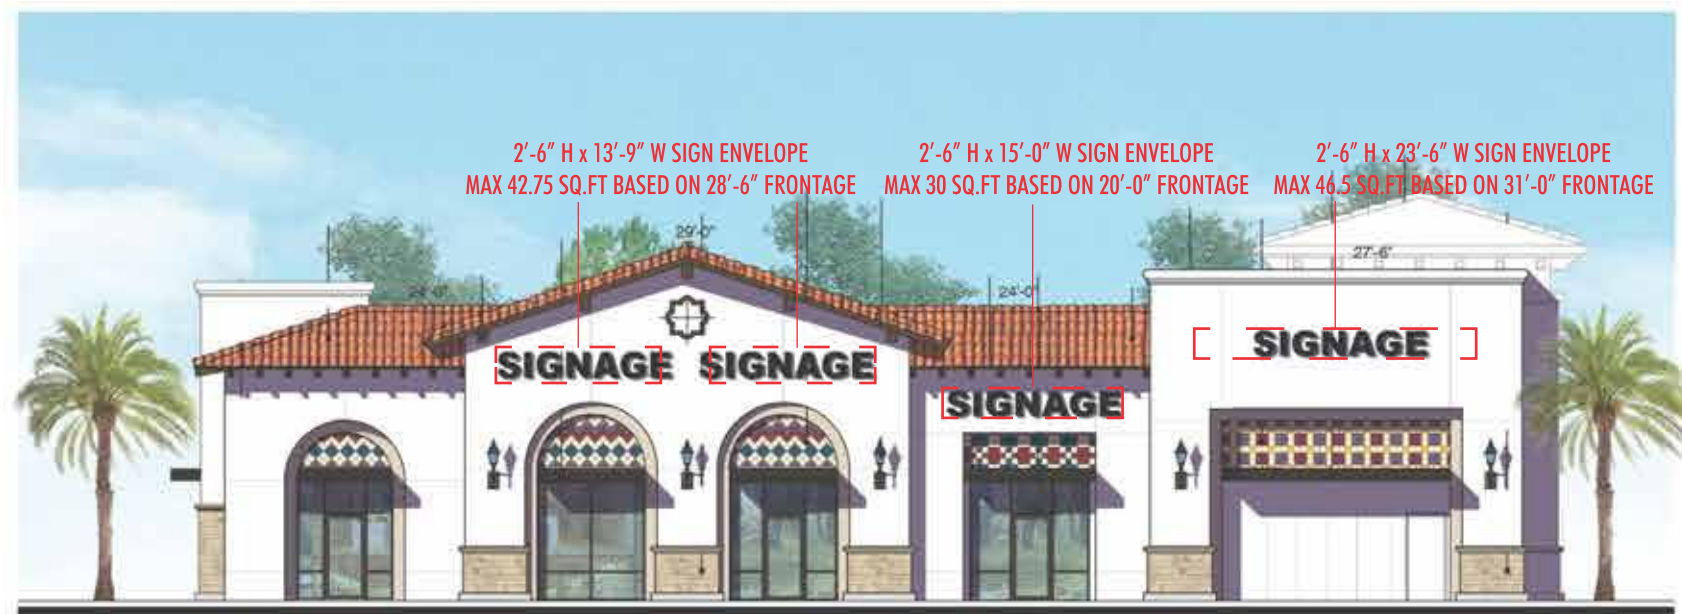 2'-6" H x 13'-9" W SIGN ENVELOPE
MAX 42.75 SQ.FT BASED ON 28'-6" FRONTAGE
2'-6" H x 15'-0" W SIGN ENVELOPE
MAX 30 SQ.FT BASED ON 20'-0" FRONTAGE
2'-6" H x 23'-6" W SIGN ENVELOPE
MAX 46.5 SQ.FT BASED ON 31'-0" FRONTAGE
29'-0"
27'-6"
24'-0"
24'-0"
SIGNAGE
SIGNAGE
SIGNAGE
SIGNAGE